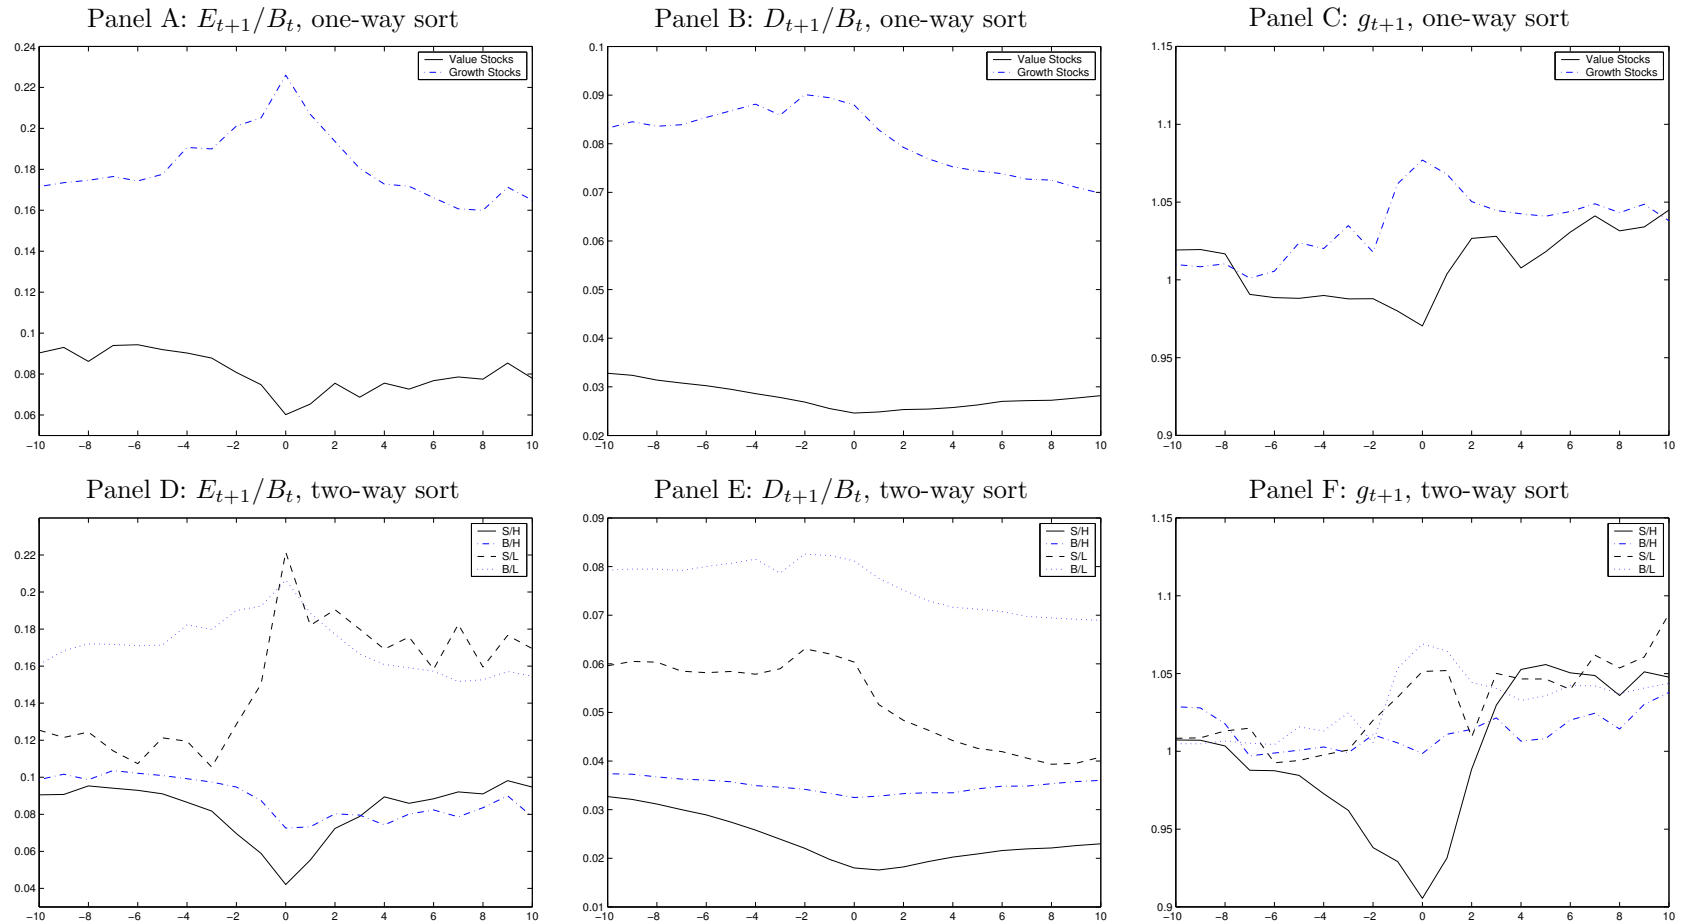 Panel A: E_{t+1}/B_t, one-way sort
0.24
0.22
0.2
0.18
0.16
0.14
0.12
0.1
0.08
0.06
−10 −8 −6 −4 −2 0 2 4 6 8 10
Value Stocks
Growth Stocks
Panel B: D_{t+1}/B_t, one-way sort
0.1
0.09
0.08
0.07
0.06
0.05
0.04
0.03
0.02
−10 −8 −6 −4 −2 0 2 4 6 8 10
Value Stocks
Growth Stocks
Panel C: g_{t+1}, one-way sort
1.15
1.1
1.05
1
0.95
0.9
−10 −8 −6 −4 −2 0 2 4 6 8 10
Value Stocks
Growth Stocks
Panel D: E_{t+1}/B_t, two-way sort
0.22
0.2
0.18
0.16
0.14
0.12
0.1
0.08
0.06
0.04
−10 −8 −6 −4 −2 0 2 4 6 8 10
S/H
B/H
S/L
B/L
Panel E: D_{t+1}/B_t, two-way sort
0.09
0.08
0.07
0.06
0.05
0.04
0.03
0.02
0.01
−10 −8 −6 −4 −2 0 2 4 6 8 10
S/H
B/H
S/L
B/L
Panel F: g_{t+1}, two-way sort
1.15
1.1
1.05
1
0.95
0.9
−10 −8 −6 −4 −2 0 2 4 6 8 10
S/H
B/H
S/L
B/L